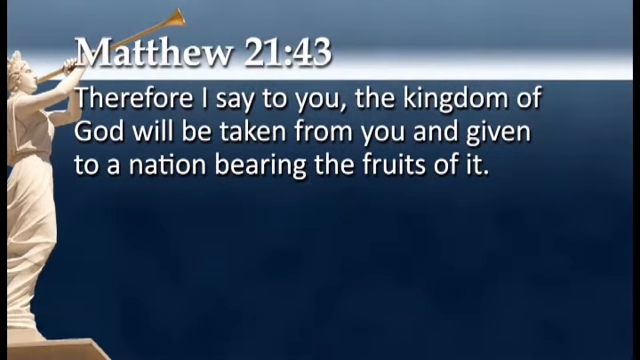 Matthew 21:43
Therefore I say to you, the kingdom of
God will be taken from you and given
to a nation bearing the fruits of it.